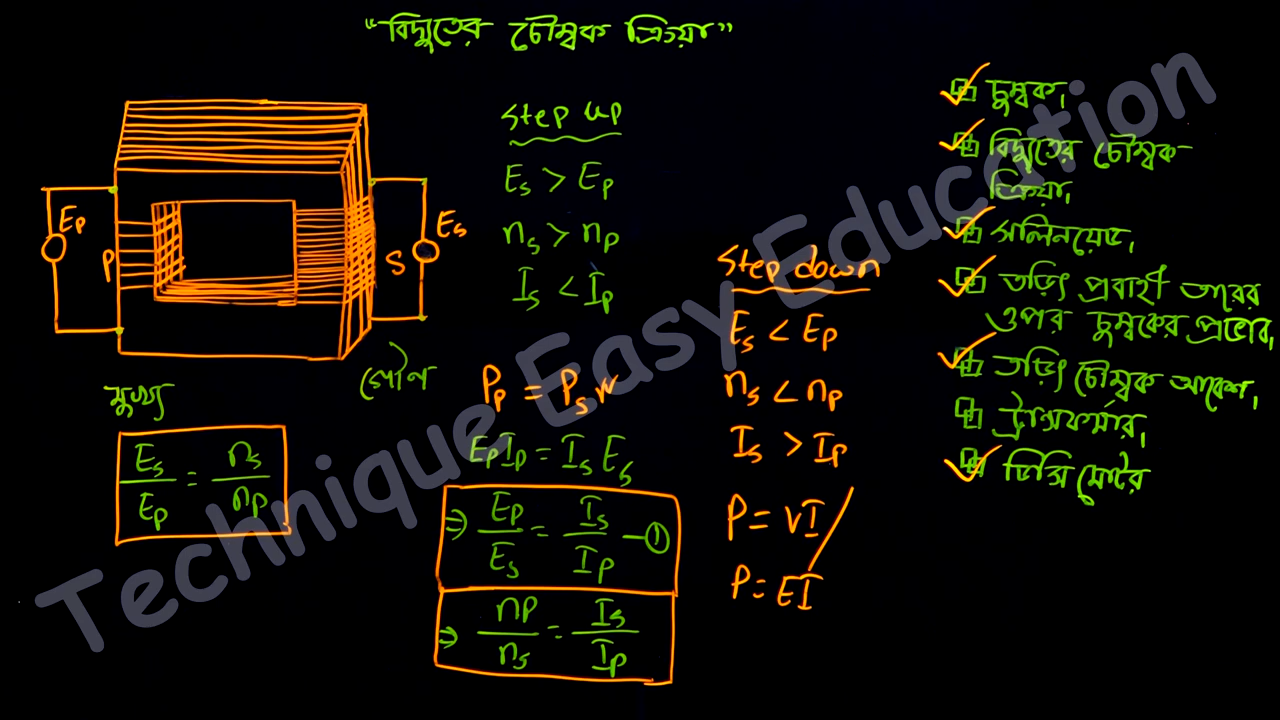 "বিদ্যুতের চৌম্বক ক্রিয়া"
Ep
P
S
Es
মুখ্য
গৌণ
Es/Ep = ns/np
Step up
Es > Ep
ns > np
Is < Ip
Pp = Ps W
EpIp = Is Es
⇒ Ep/Es = Is/Ip —①
⇒ np/ns = Is/Ip
Step down
Es < Ep
ns < np
Is > Ip
P = VI
P = EI
চুম্বক।
বিদ্যুতের চৌম্বক
ক্রিয়া।
সলিনয়েড।
তড়িৎ প্রবাহী তারের
ওপর চুম্বকের প্রভাব।
তড়িৎ চৌম্বক আবেশ।
ট্রান্সফর্মার।
ডিসি মোটর
Technique Easy Education